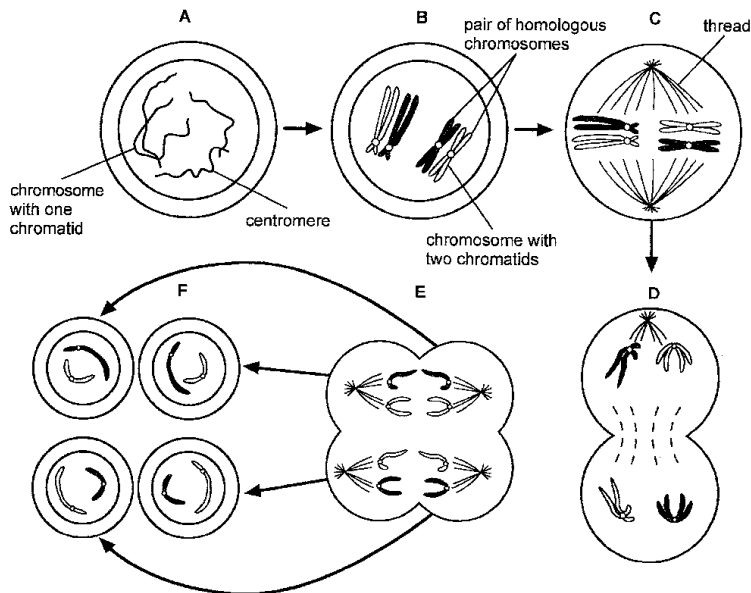 A
B
pair of homologous
chromosomes
C
thread
chromosome
with one
chromatid
centromere
chromosome with
two chromatids
F
E
D